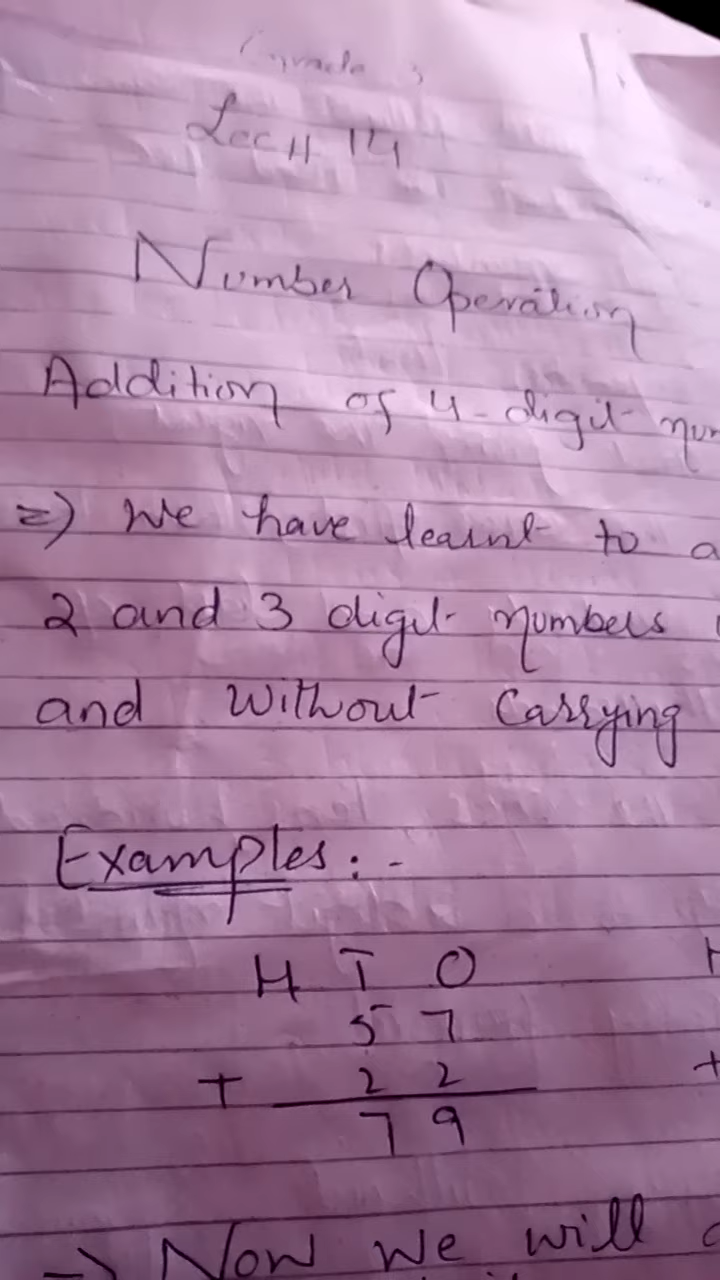 Lec# 14
Number Operation
Addition of 4-digit
=) We have learnt to
2 and 3 digit numbers
and without carrying
Examples:-
H T O
5 7
+ 2 2
7 9
→ Now we will